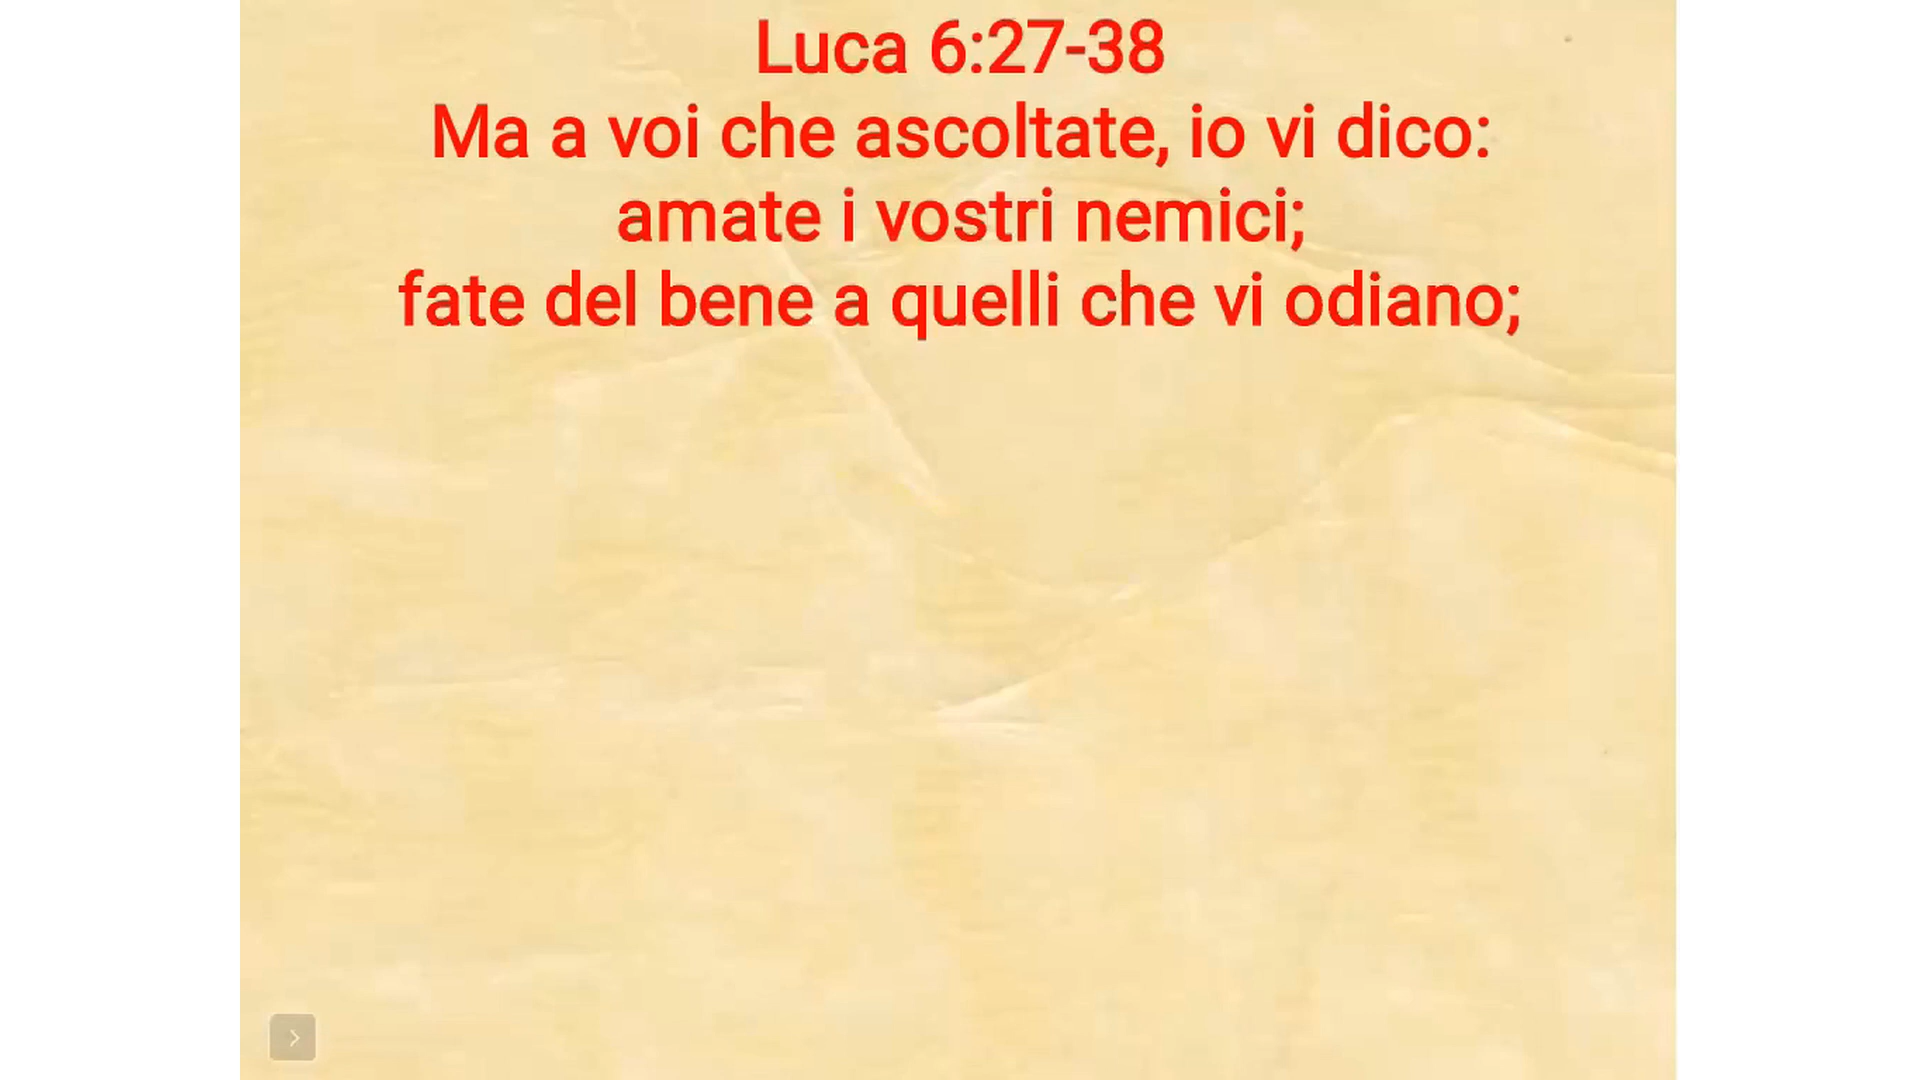 Luca 6:27-38
Ma a voi che ascoltate, io vi dico:
amate i vostri nemici;
fate del bene a quelli che vi odiano;